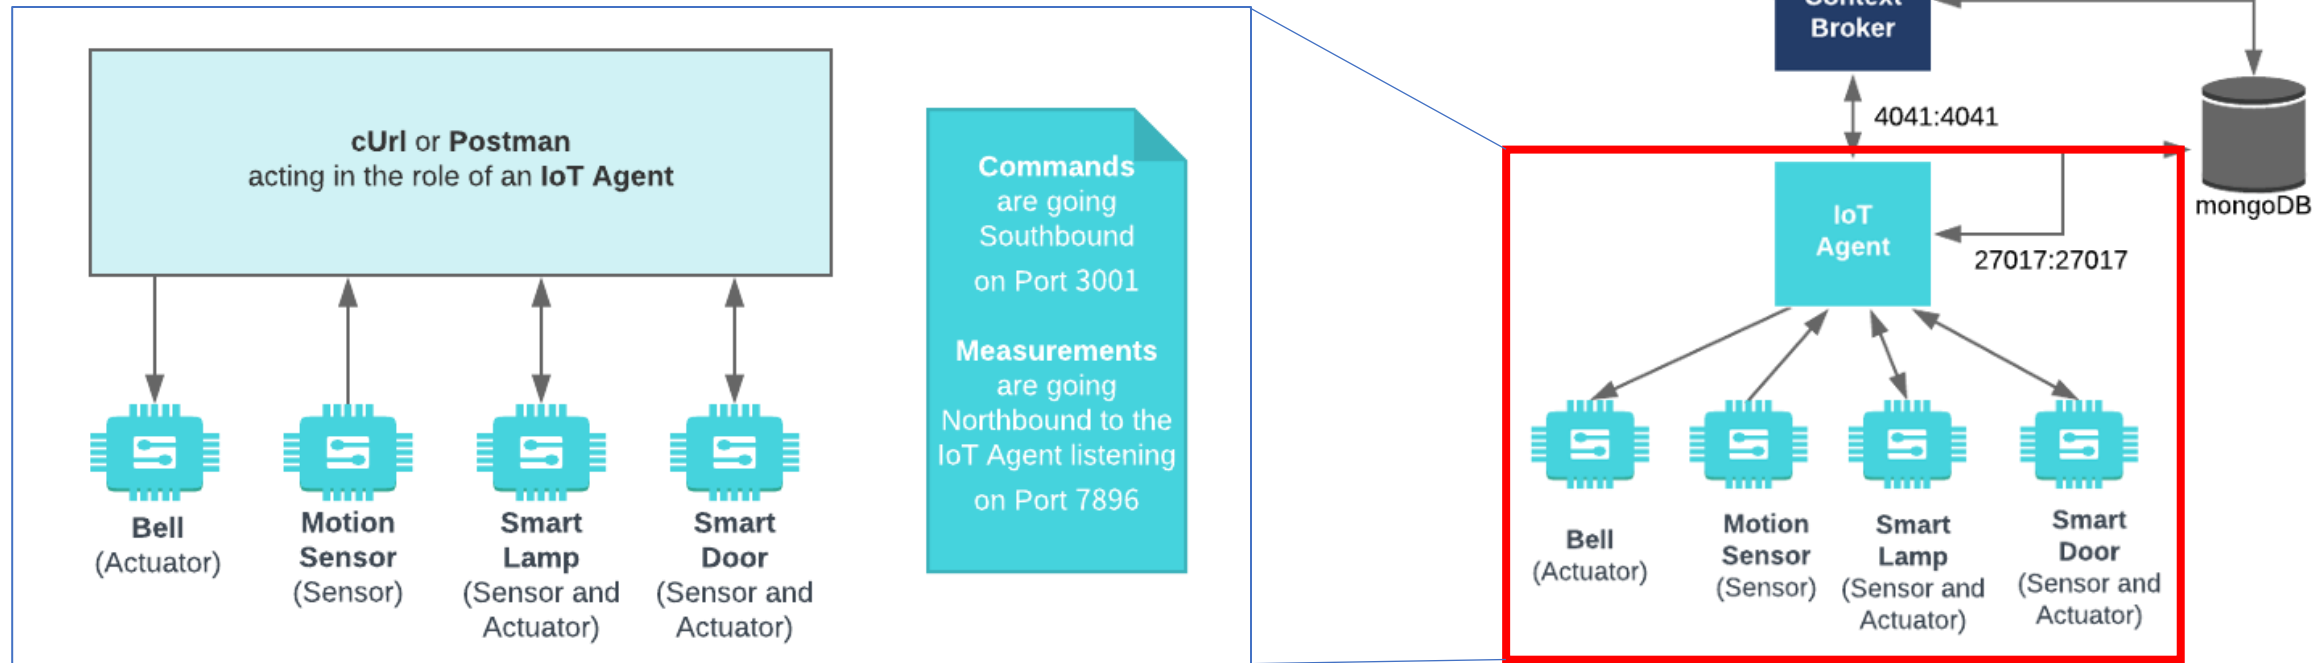 cUrl or Postman
acting in the role of an IoT Agent
Commands
are going
Southbound
on Port 3001
Measurements
are going
Northbound to the
IoT Agent listening
on Port 7896
Bell
(Actuator)
Motion
Sensor
(Sensor)
Smart
Lamp
(Sensor and
Actuator)
Smart
Door
(Sensor and
Actuator)
Context
Broker
4041:4041
mongoDB
IoT
Agent
27017:27017
Bell
(Actuator)
Motion
Sensor
(Sensor)
Smart
Lamp
(Sensor and
Actuator)
Smart
Door
(Sensor and
Actuator)